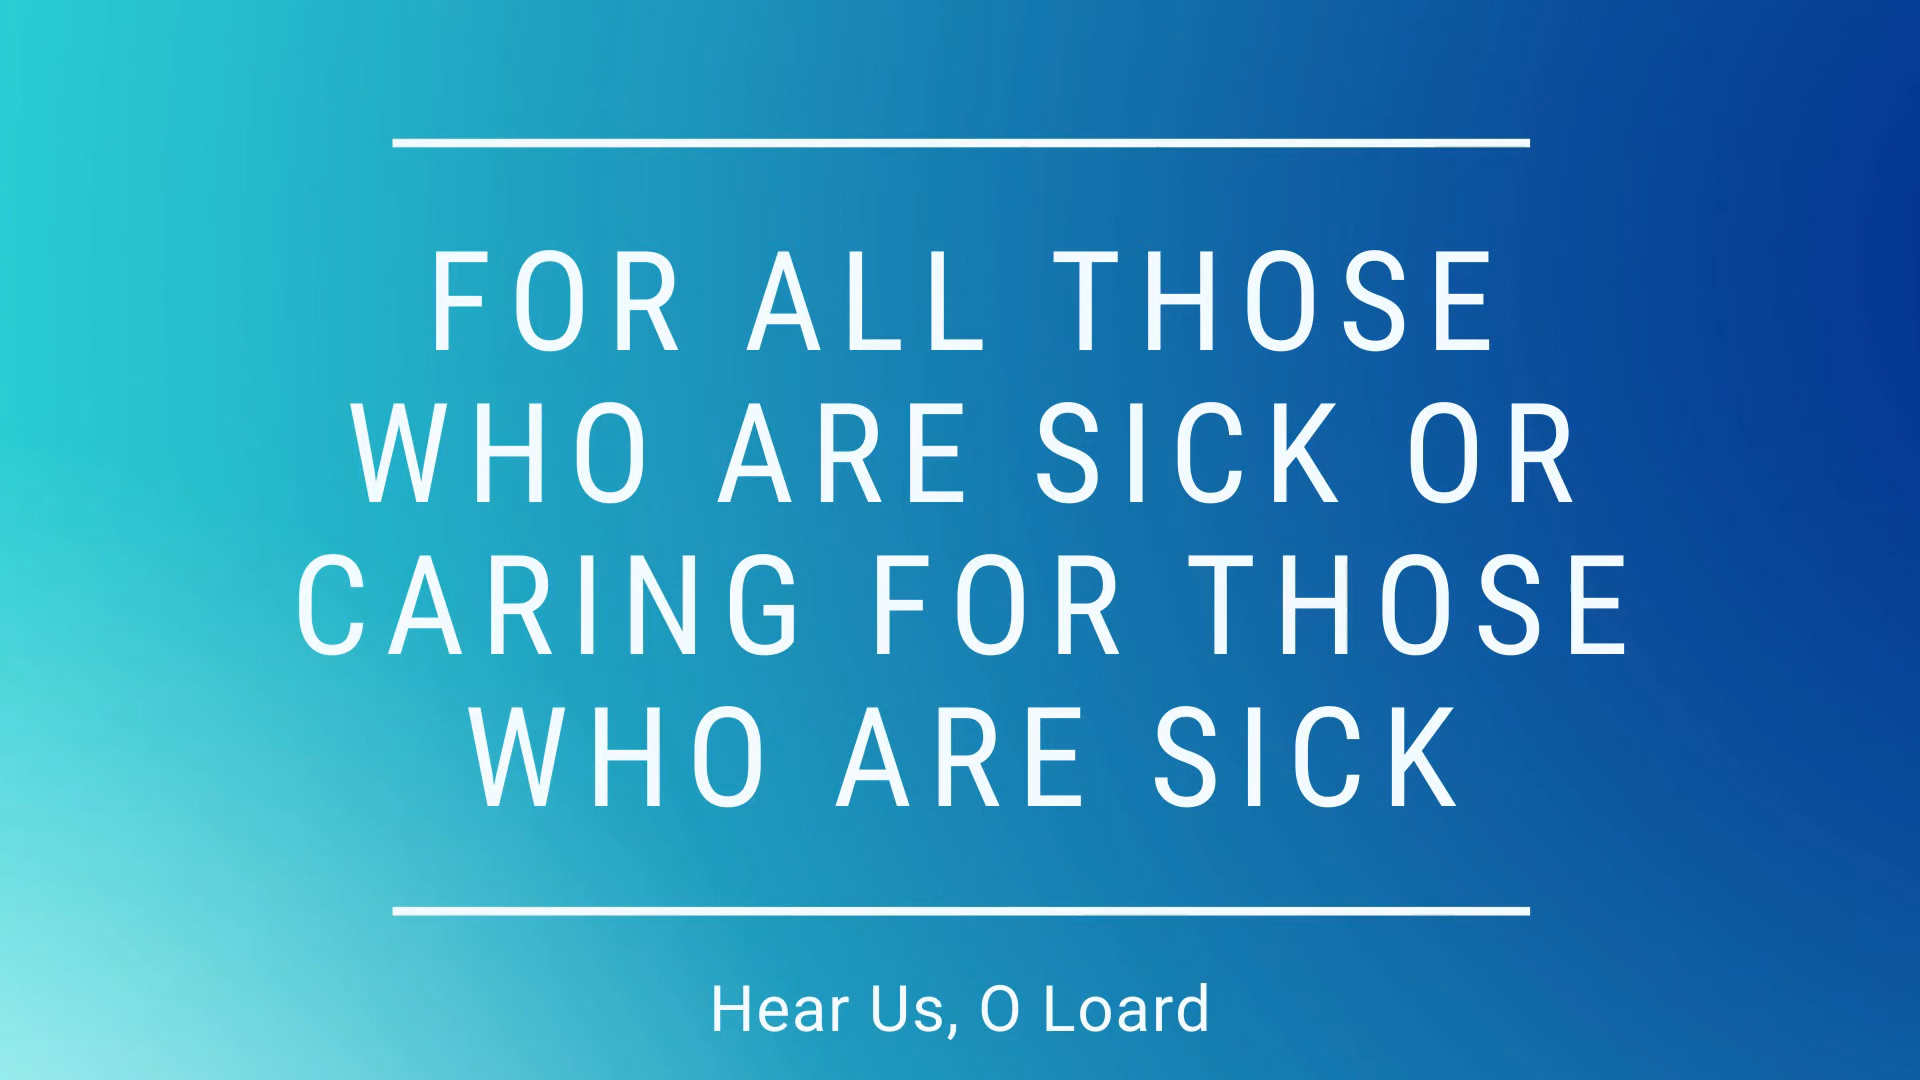 FOR ALL THOSE
WHO ARE SICK OR
CARING FOR THOSE
WHO ARE SICK
Hear Us, O Loard